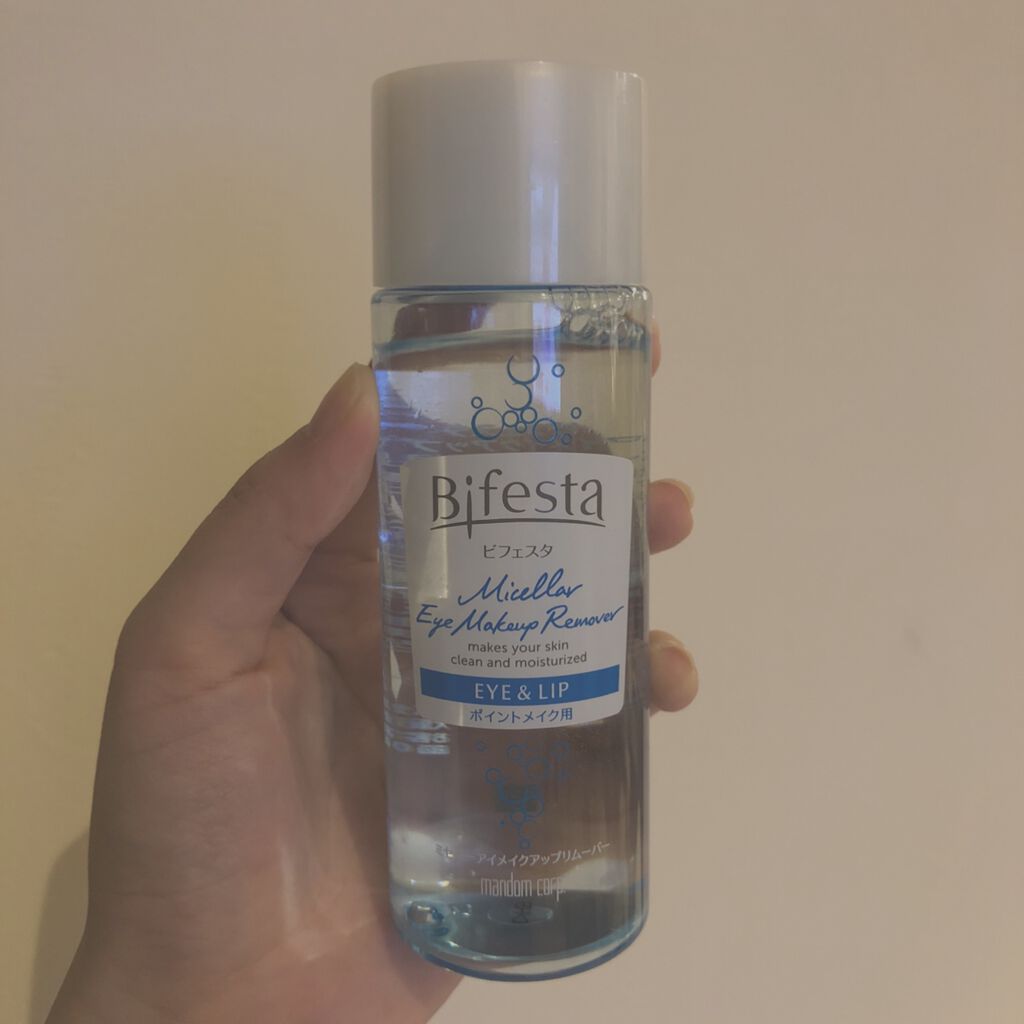 Bifesta
ビフェスタ
Micellar
Eye Makeup Remover
makes your skin
clean and moisturized
EYE & LIP
ポイントメイク用
アイメイクアップリムーバー
mandom corp.